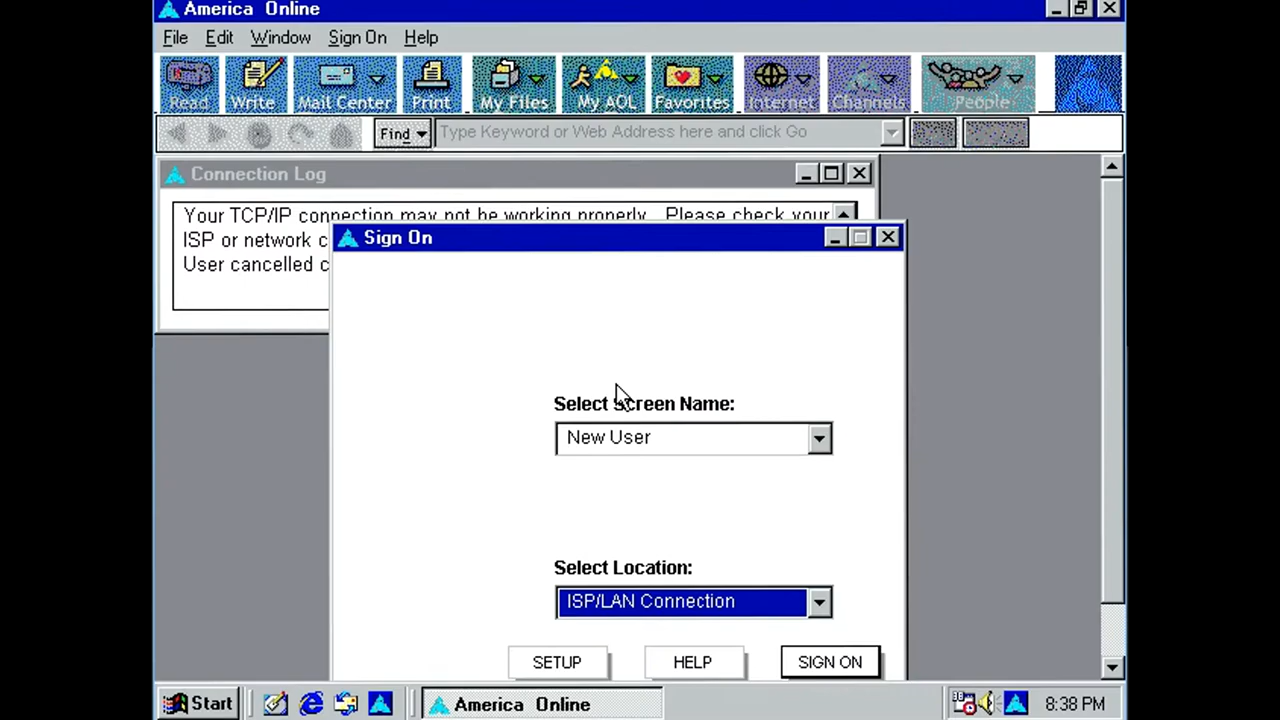 America Online
File Edit Window Sign On Help
Read Write Mail Center Print My Files My AOL Favorites Internet Channels People
Find Type Keyword or Web Address here and click Go
Connection Log
Your TCP/IP connection may not be working properly. Please check your
ISP or network c
User cancelled c
Sign On
Select Screen Name:
New User
Select Location:
ISP/LAN Connection
SETUP HELP SIGN ON
Start America Online 8:38 PM